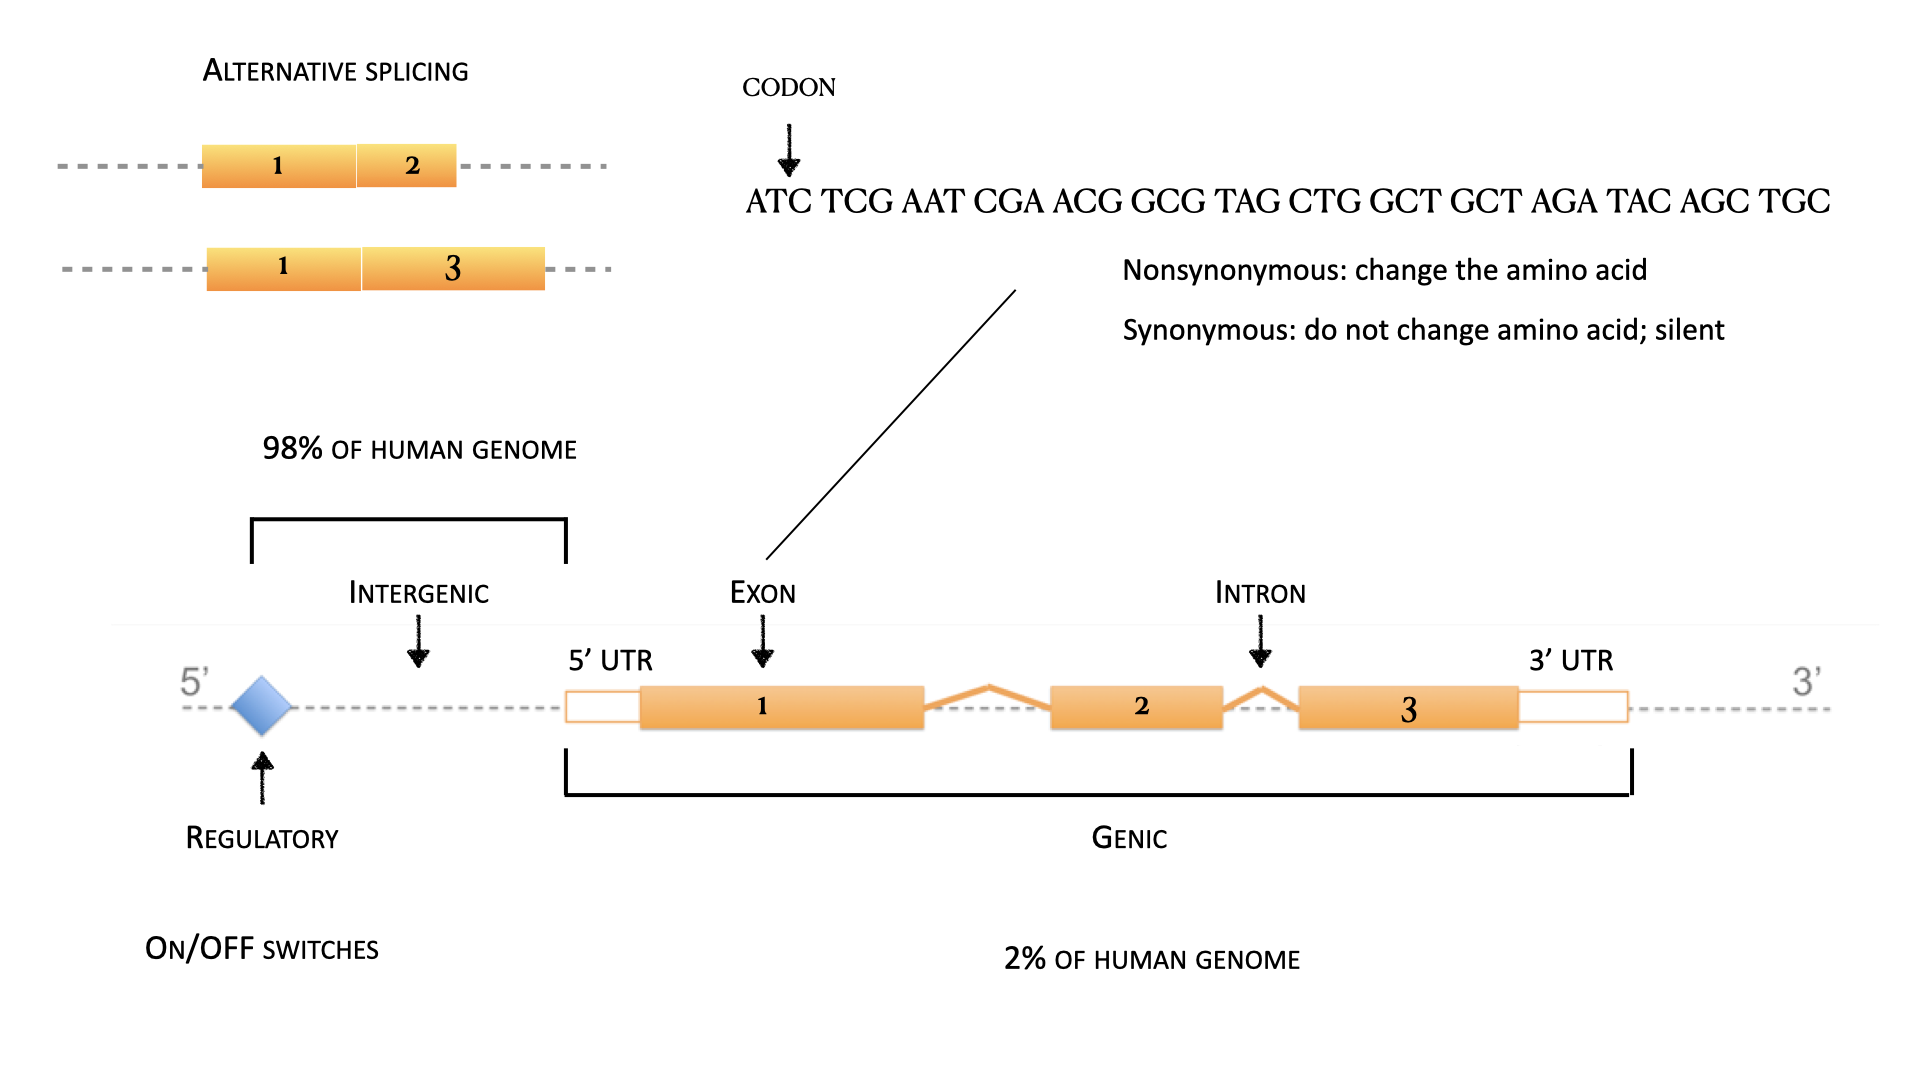 Alternative splicing
1 2
1 3
CODON
ATC TCG AAT CGA ACG GCG TAG CTG GCT GCT AGA TAC AGC TGC
Nonsynonymous: change the amino acid
Synonymous: do not change amino acid; silent
98% of human genome
Intergenic
Exon
Intron
5’ 5’ UTR 3’ UTR 3’
1 2 3
Regulatory
Genic
On/OFF switches
2% of human genome